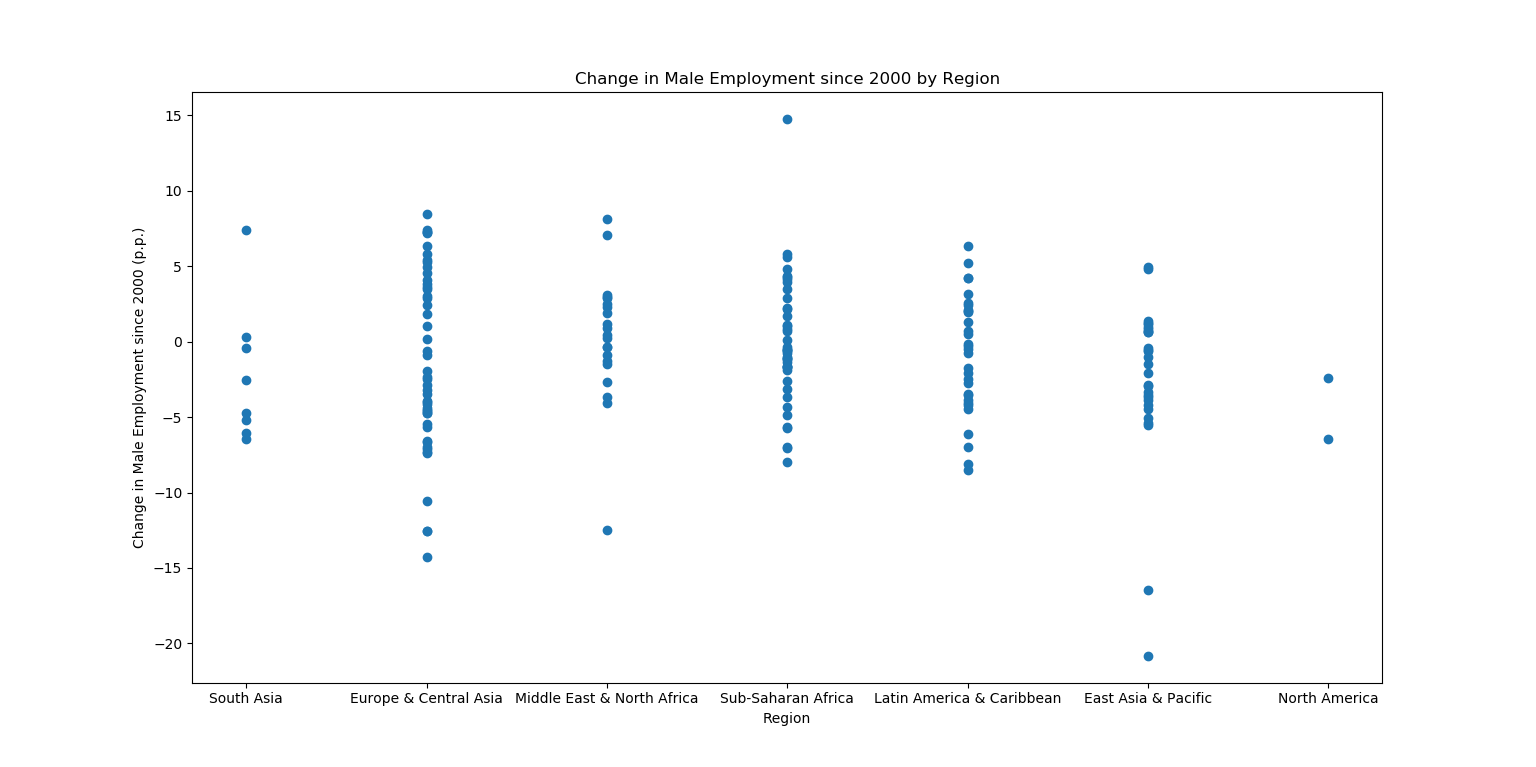 Change in Male Employment since 2000 by Region
Change in Male Employment since 2000 (p.p.)
15
10
5
0
−5
−10
−15
−20
South Asia
Europe & Central Asia
Middle East & North Africa
Sub-Saharan Africa
Latin America & Caribbean
East Asia & Pacific
North America
Region